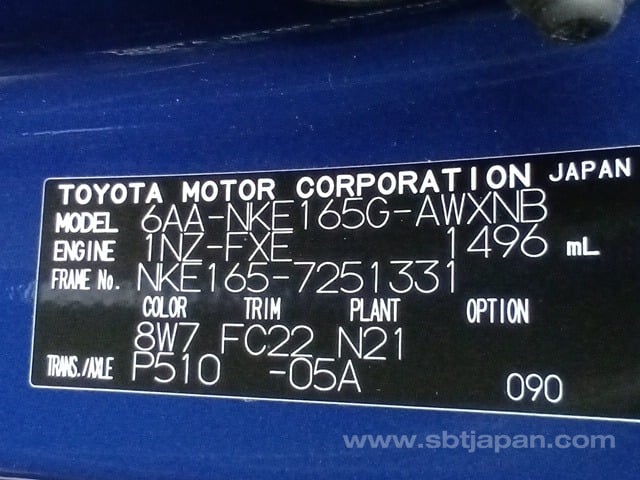 TOYOTA MOTOR CORPORATION JAPAN
MODEL 6AA-NKE165G-AWXNB
ENGINE 1NZ-FXE 1496 mL
FRAME No. NKE165-7251331
COLOR TRIM PLANT OPTION
8W7 FC22 N21
TRANS./AXLE P510 -05A 090
www.sbtjapan.com